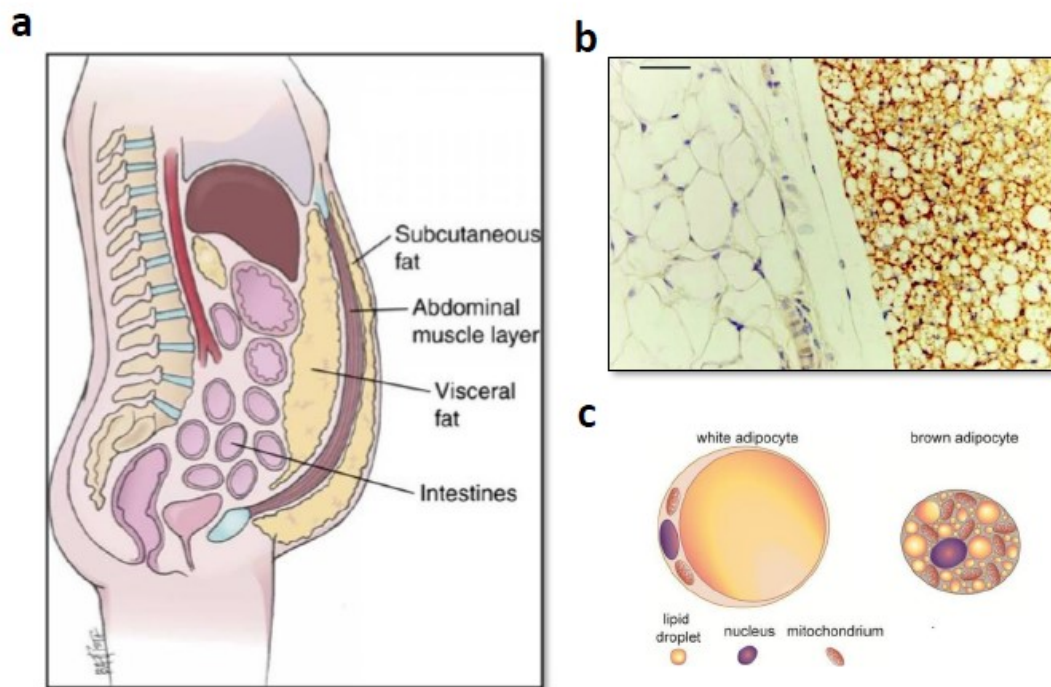 a
b
Subcutaneous
fat
Abdominal
muscle layer
Visceral
fat
Intestines
c
white adipocyte
brown adipocyte
lipid
droplet
nucleus
mitochondrium